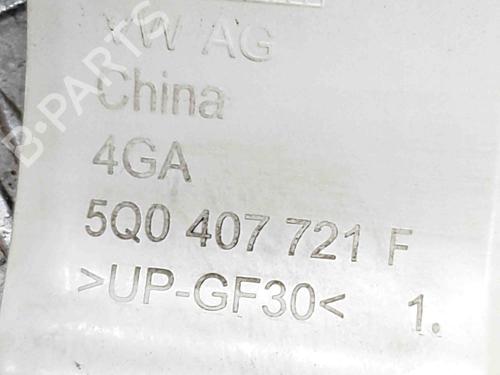 VW AG
China
4GA
5Q0 407 721 F
>UP-GF30< 1.
B-PARTS